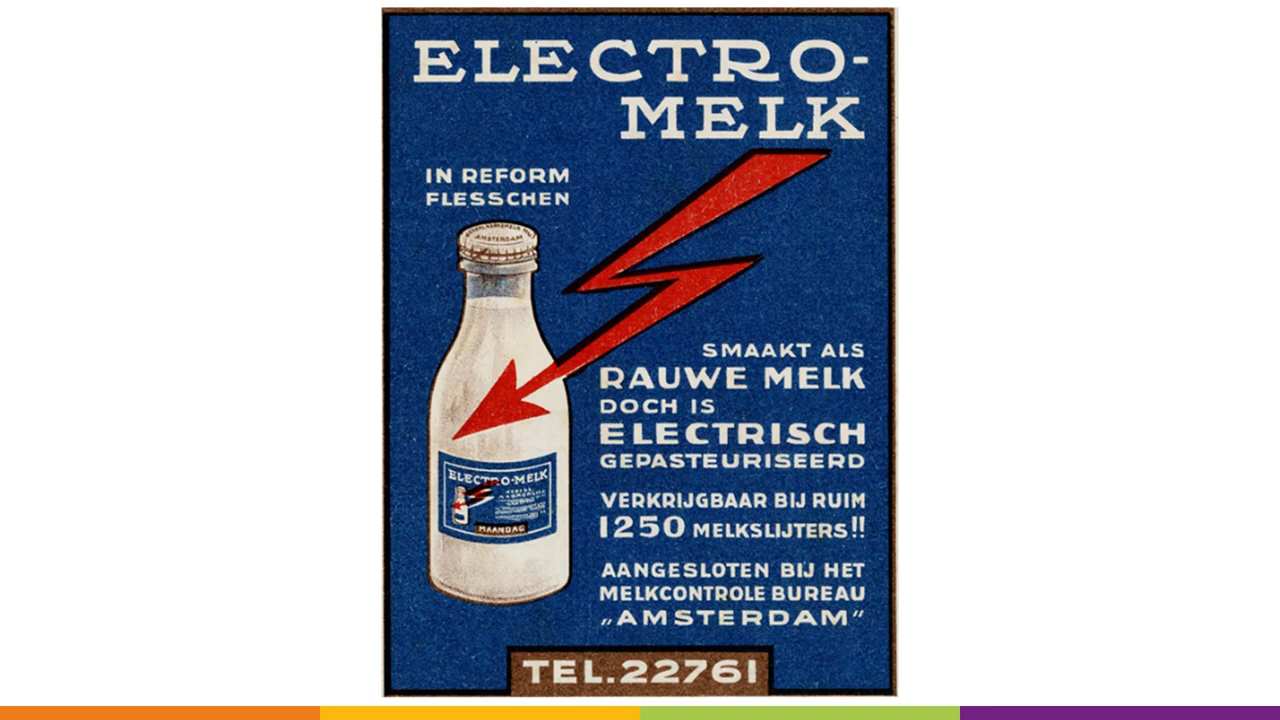 ELECTRO-
MELK
IN REFORM
FLESSCHEN
AMSTERDAM
ELECTRO-MELK
MAANDAG
SMAAKT ALS
RAUWE MELK
DOCH IS
ELECTRISCH
GEPASTEURISEERD
VERKRIJGBAAR BIJ RUIM
1250 MELKSLIJTERS!!
AANGESLOTEN BIJ HET
MELKCONTROLE BUREAU
„AMSTERDAM“
TEL.22761